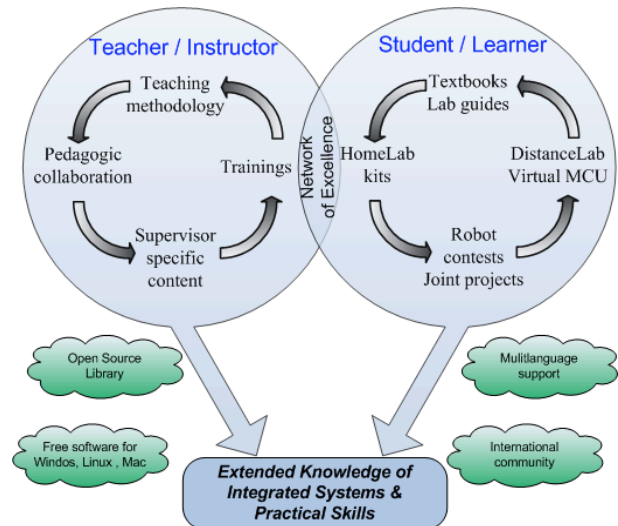 Teacher / Instructor
Teaching
methodology
Pedagogic
collaboration
Trainings
Supervisor
specific
content
Network
of Excellence
Student / Learner
Textbooks
Lab guides
HomeLab
kits
DistanceLab
Virtual MCU
Robot
contests
Joint projects
Open Source
Library
Mulitlanguage
support
Free software for
Windos, Linux , Mac
International
community
Extended Knowledge of
Integrated Systems &
Practical Skills